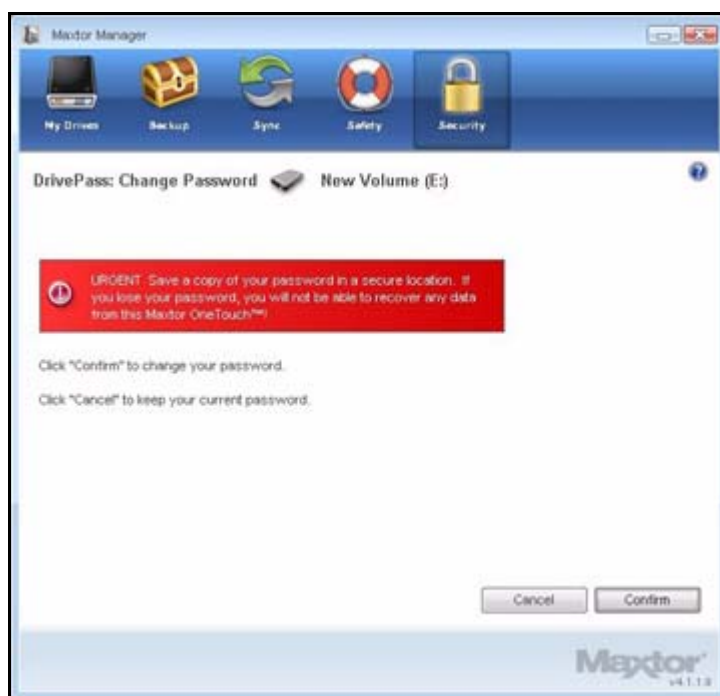 Maxtor Manager
My Drives
Backup
Sync
Safety
Security
DrivePass: Change Password
New Volume (E:)
URGENT: Save a copy of your password in a secure location. If
you lose your password, you will not be able to recover any data
from this Maxtor OneTouch™!
Click "Confirm" to change your password.
Click "Cancel" to keep your current password.
Cancel
Confirm
Maxtor
v4.1.1.0